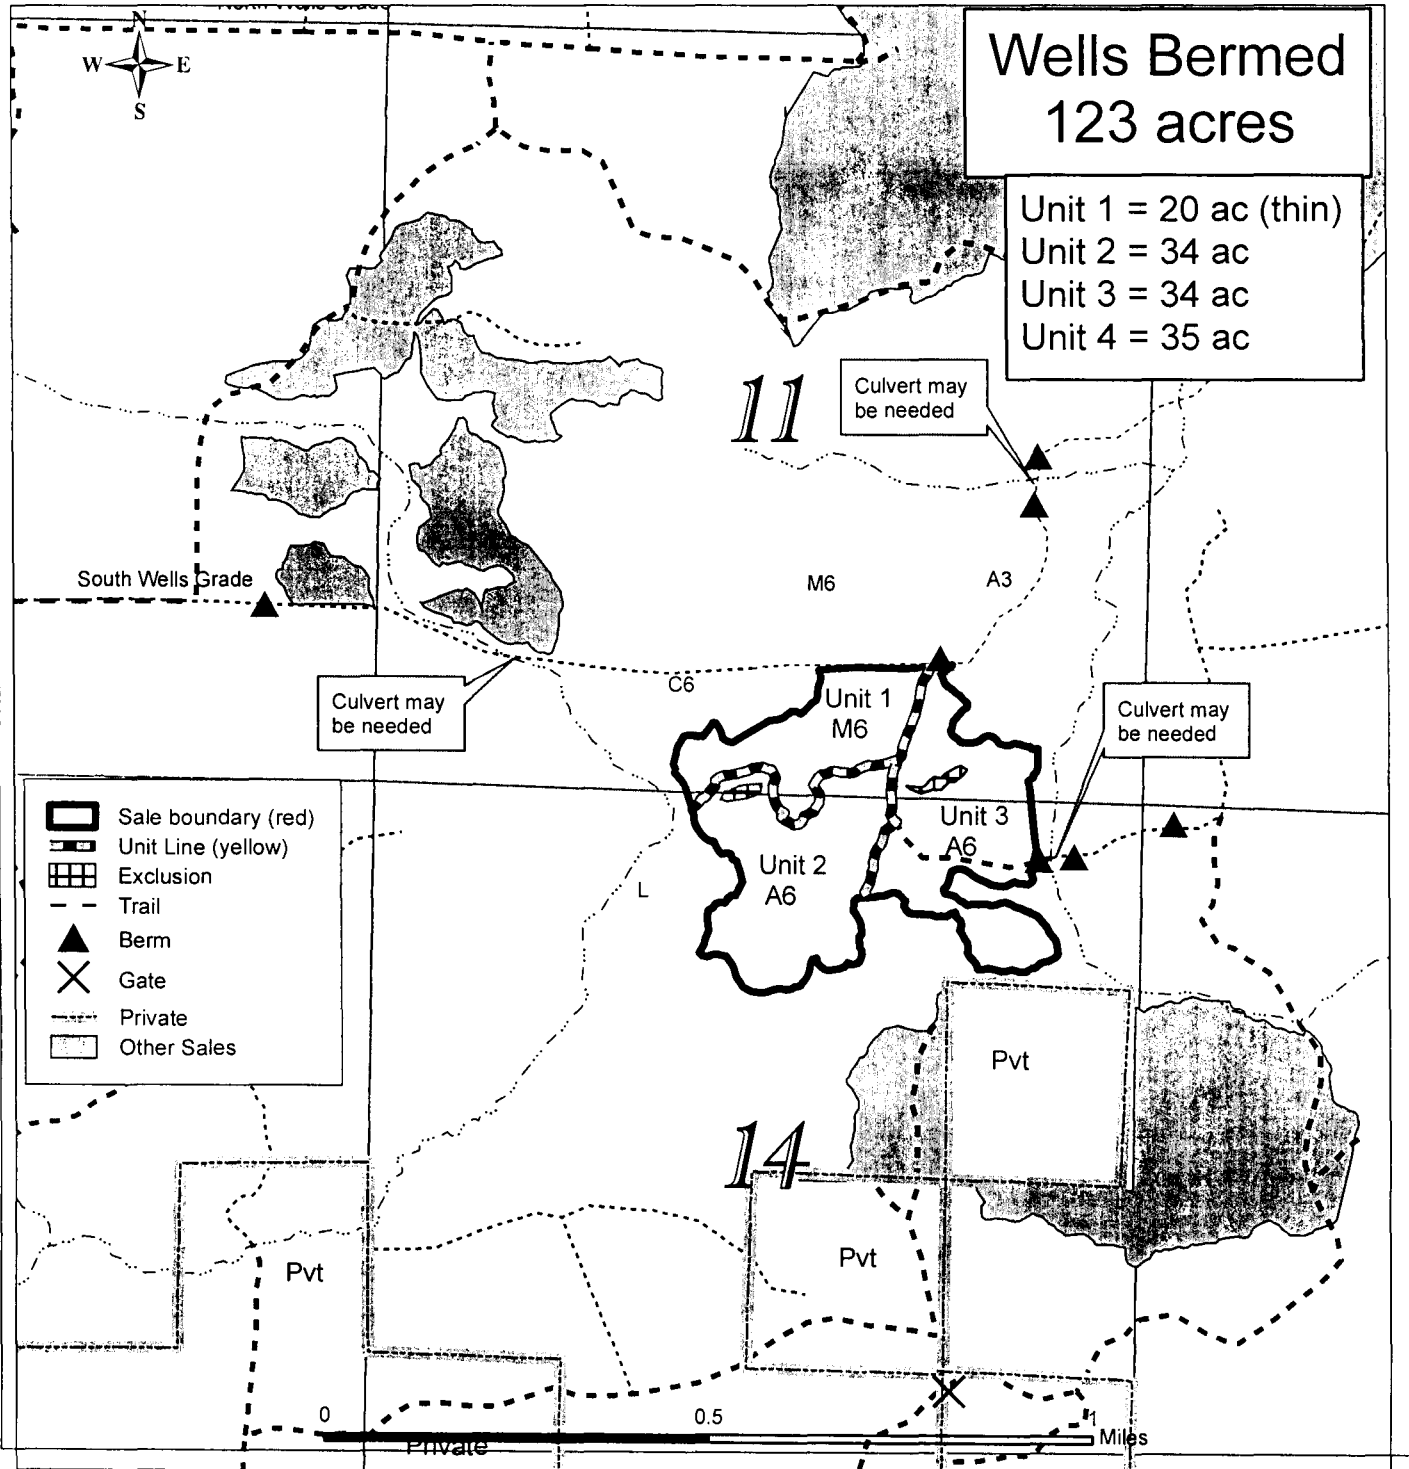 North Wells Grade
N
W E
S
Wells Bermed
123 acres
Unit 1 = 20 ac (thin)
Unit 2 = 34 ac
Unit 3 = 34 ac
Unit 4 = 35 ac
11
Culvert may
be needed
South Wells Grade
M6
A3
C6
Culvert may
be needed
Unit 1
M6
Culvert may
be needed
Unit 3
A6
Unit 2
A6
L
Sale boundary (red)
Unit Line (yellow)
Exclusion
Trail
Berm
Gate
Private
Other Sales
Pvt
14
Pvt
Pvt
0 0.5 1
Miles
Private